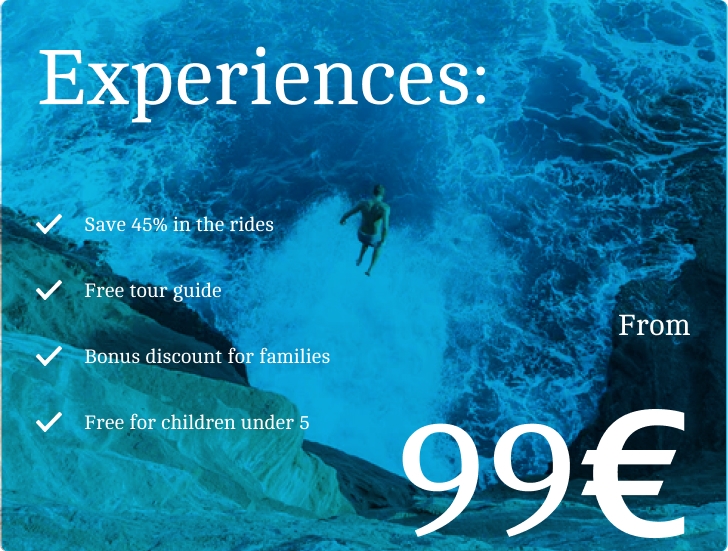 Experiences:
Save 45% in the rides
Free tour guide
Bonus discount for families
Free for children under 5
From
99€